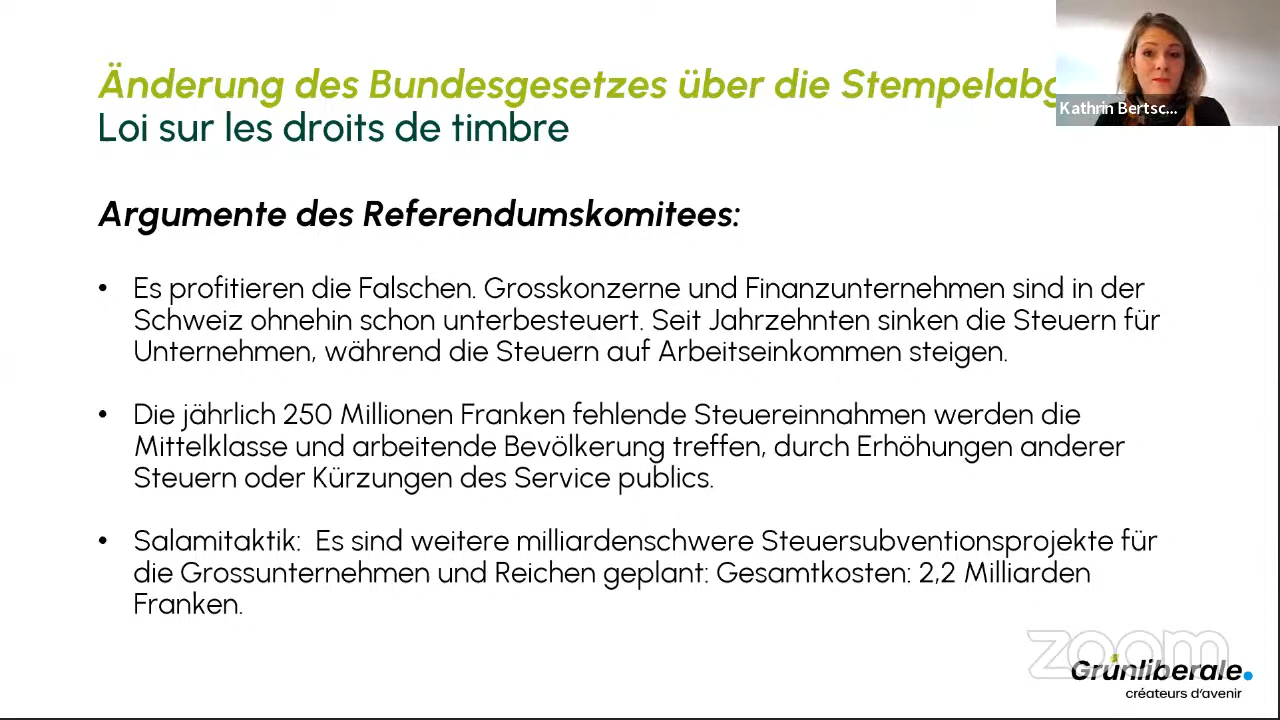 Änderung des Bundesgesetzes über die
Kathrin Bertsc...
Loi sur les droits de timbre
Argumente des Referendumskomitees:
• Es profitieren die Falschen. Grosskonzerne und Finanzunternehmen sind in der
Schweiz ohnehin schon unterbesteuert. Seit Jahrzehnten sinken die Steuern für
Unternehmen, während die Steuern auf Arbeitseinkommen steigen.
• Die jährlich 250 Millionen Franken fehlende Steuereinnahmen werden die
Mittelklasse und arbeitende Bevölkerung treffen, durch Erhöhungen anderer
Steuern oder Kürzungen des Service publics.
• Salamitaktik: Es sind weitere milliardenschwere Steuersubventionsprojekte für
die Grossunternehmen und Reichen geplant: Gesamtkosten: 2,2 Milliarden
Franken.
zoom
Grünliberale.
créateurs d'avenir